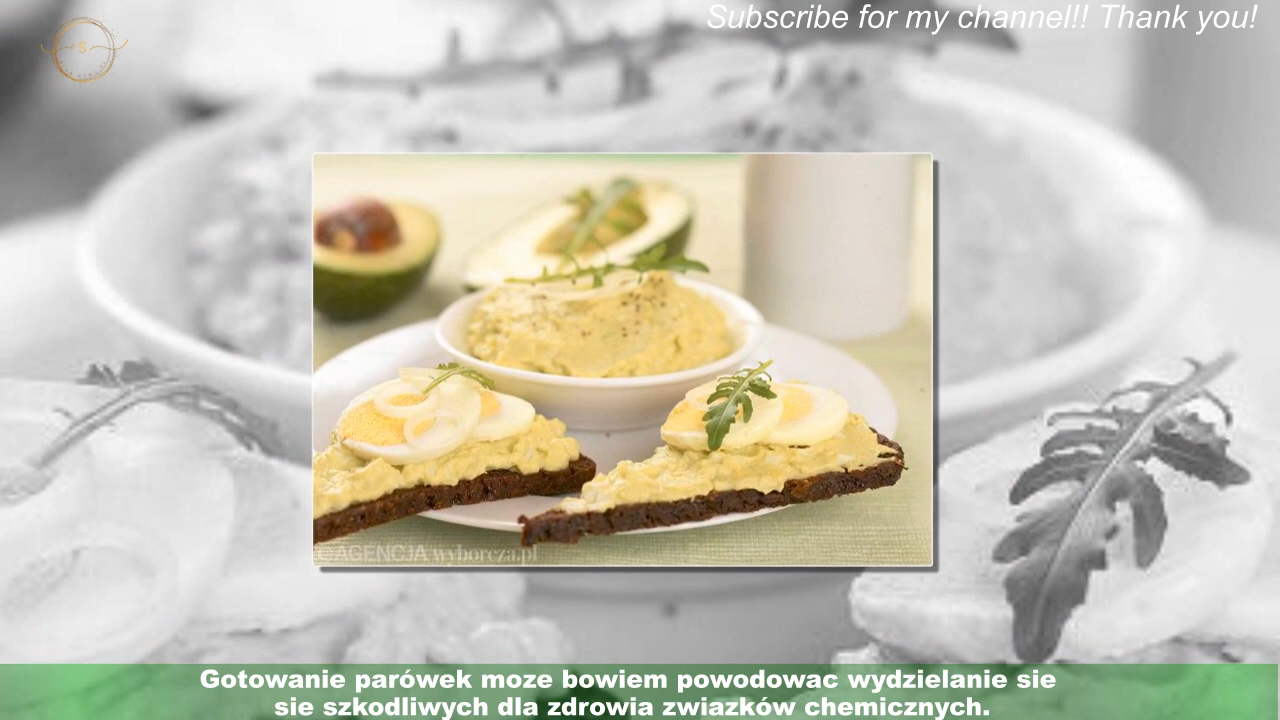 Subscribe for my channel!! Thank you!
S
©AGENCJA wyborcza.pl
Gotowanie parówek moze bowiem powodowac wydzielanie sie
sie szkodliwych dla zdrowia zwiazków chemicznych.